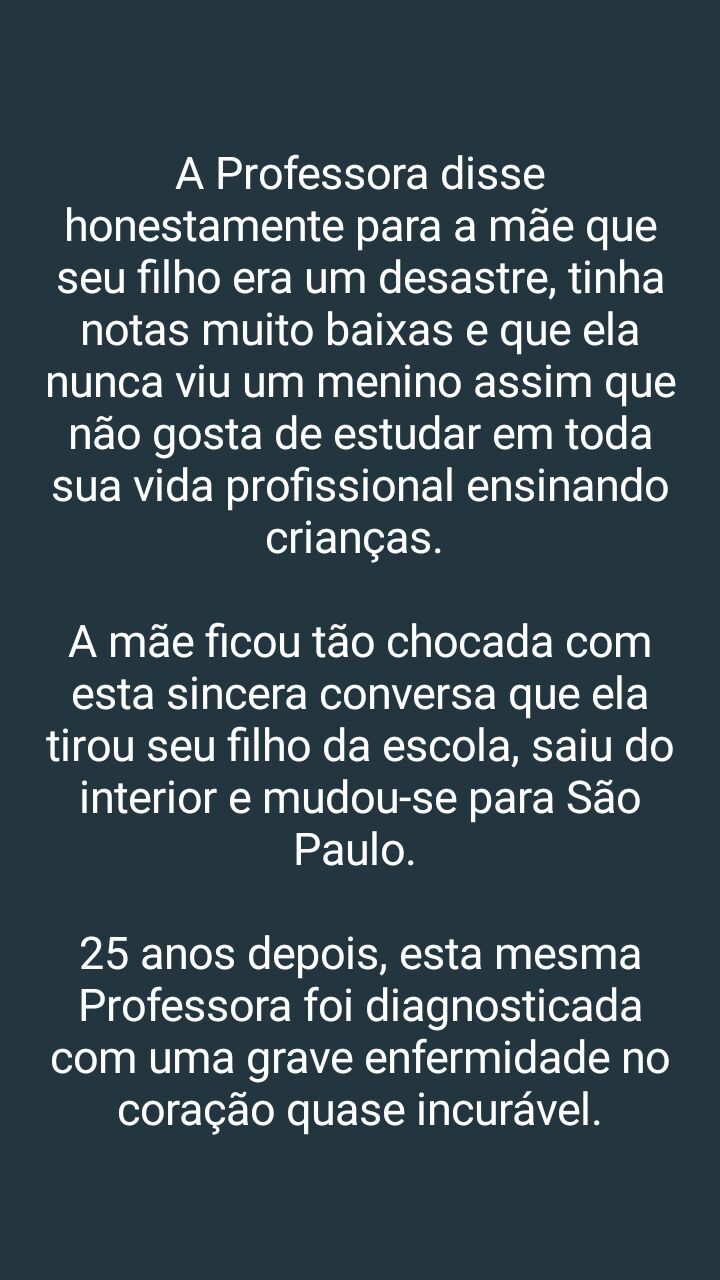 A Professora disse
honestamente para a mãe que
seu filho era um desastre, tinha
notas muito baixas e que ela
nunca viu um menino assim que
não gosta de estudar em toda
sua vida profissional ensinando
crianças.
A mãe ficou tão chocada com
esta sincera conversa que ela
tirou seu filho da escola, saiu do
interior e mudou-se para São
Paulo.
25 anos depois, esta mesma
Professora foi diagnosticada
com uma grave enfermidade no
coração quase incurável.